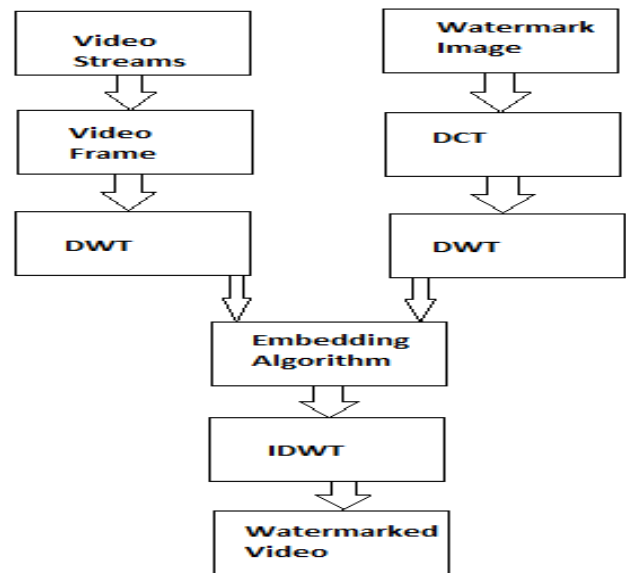 Video
Streams
Watermark
Image
Video
Frame
DCT
DWT
DWT
Embedding
Algorithm
IDWT
Watermarked
Video